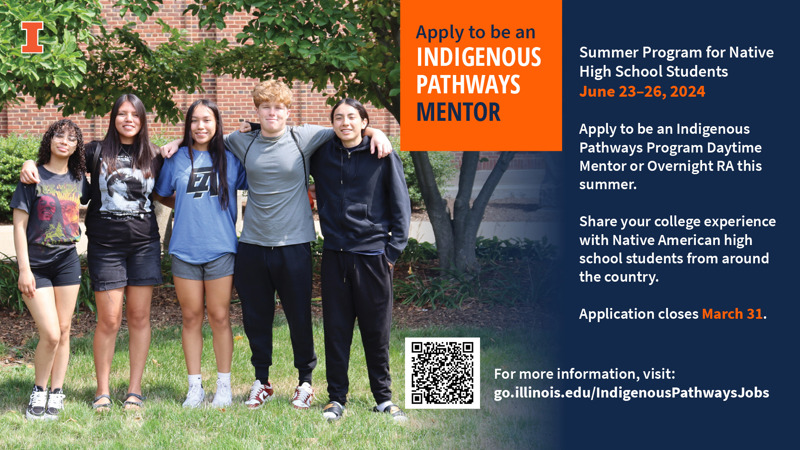 I
Apply to be an
INDIGENOUS
PATHWAYS
MENTOR
Summer Program for Native
High School Students
June 23–26, 2024
Apply to be an Indigenous
Pathways Program Daytime
Mentor or Overnight RA this
summer.
Share your college experience
with Native American high
school students from around
the country.
Application closes March 31.
For more information, visit:
go.illinois.edu/IndigenousPathwaysJobs